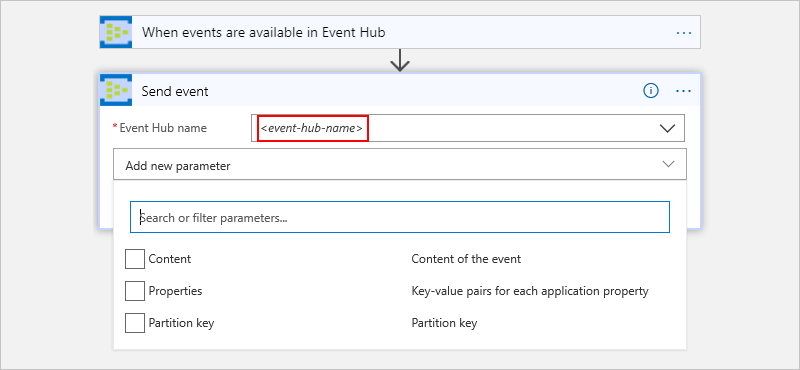 When events are available in Event Hub
Send event
* Event Hub name
<event-hub-name>
Add new parameter
Search or filter parameters...
Content Content of the event
Properties Key-value pairs for each application property
Partition key Partition key